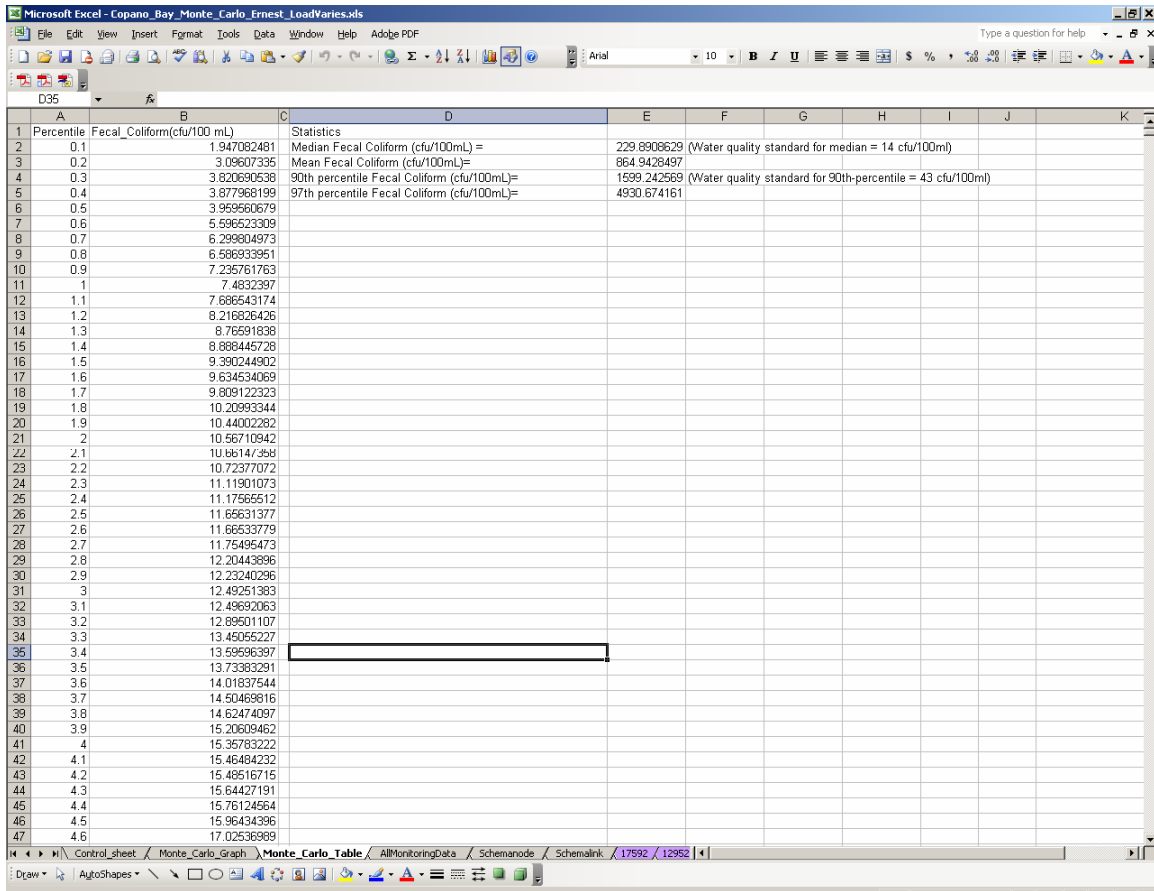 Microsoft Excel - Copano_Bay_Monte_Carlo_Ernest_LoadVaries.xls
File Edit View Insert Format Tools Data Window Help Adobe PDF Type a question for help
Arial 10 B I U $ % ,
D35 fx
A B C D E F G H I J K
1 Percentile Fecal_Coliform(cfu/100 mL) Statistics
2 0.1 1.947082481 Median Fecal Coliform (cfu/100mL) = 229.8908629 (Water quality standard for median = 14 cfu/100ml)
3 0.2 3.09607335 Mean Fecal Coliform (cfu/100mL)= 864.9428497
4 0.3 3.820690538 90th percentile Fecal Coliform (cfu/100mL)= 1599.242569 (Water quality standard for 90th-percentile = 43 cfu/100ml)
5 0.4 3.877968199 97th percentile Fecal Coliform (cfu/100mL)= 4930.674161
6 0.5 3.959560679
7 0.6 5.596523309
8 0.7 6.299804973
9 0.8 6.586933951
10 0.9 7.235761763
11 1 7.4832397
12 1.1 7.686543174
13 1.2 8.216826426
14 1.3 8.76591838
15 1.4 8.888445728
16 1.5 9.390244902
17 1.6 9.634534069
18 1.7 9.809122323
19 1.8 10.20993344
20 1.9 10.44002282
21 2 10.56710942
22 2.1 10.66147358
23 2.2 10.72377072
24 2.3 11.11901073
25 2.4 11.17565512
26 2.5 11.65631377
27 2.6 11.66533779
28 2.7 11.75495473
29 2.8 12.20443896
30 2.9 12.23240296
31 3 12.49251383
32 3.1 12.49692063
33 3.2 12.89501107
34 3.3 13.45055227
35 3.4 13.59596397
36 3.5 13.73383291
37 3.6 14.01837544
38 3.7 14.50469816
39 3.8 14.62474097
40 3.9 15.20609462
41 4 15.35783222
42 4.1 15.46484232
43 4.2 15.48516715
44 4.3 15.64427191
45 4.4 15.76124564
46 4.5 15.96434396
47 4.6 17.02536989
Control_sheet / Monte_Carlo_Graph \ Monte_Carlo_Table / AllMonitoringData / Schemanode / Schemalink / 17592 / 12952
Draw AutoShapes